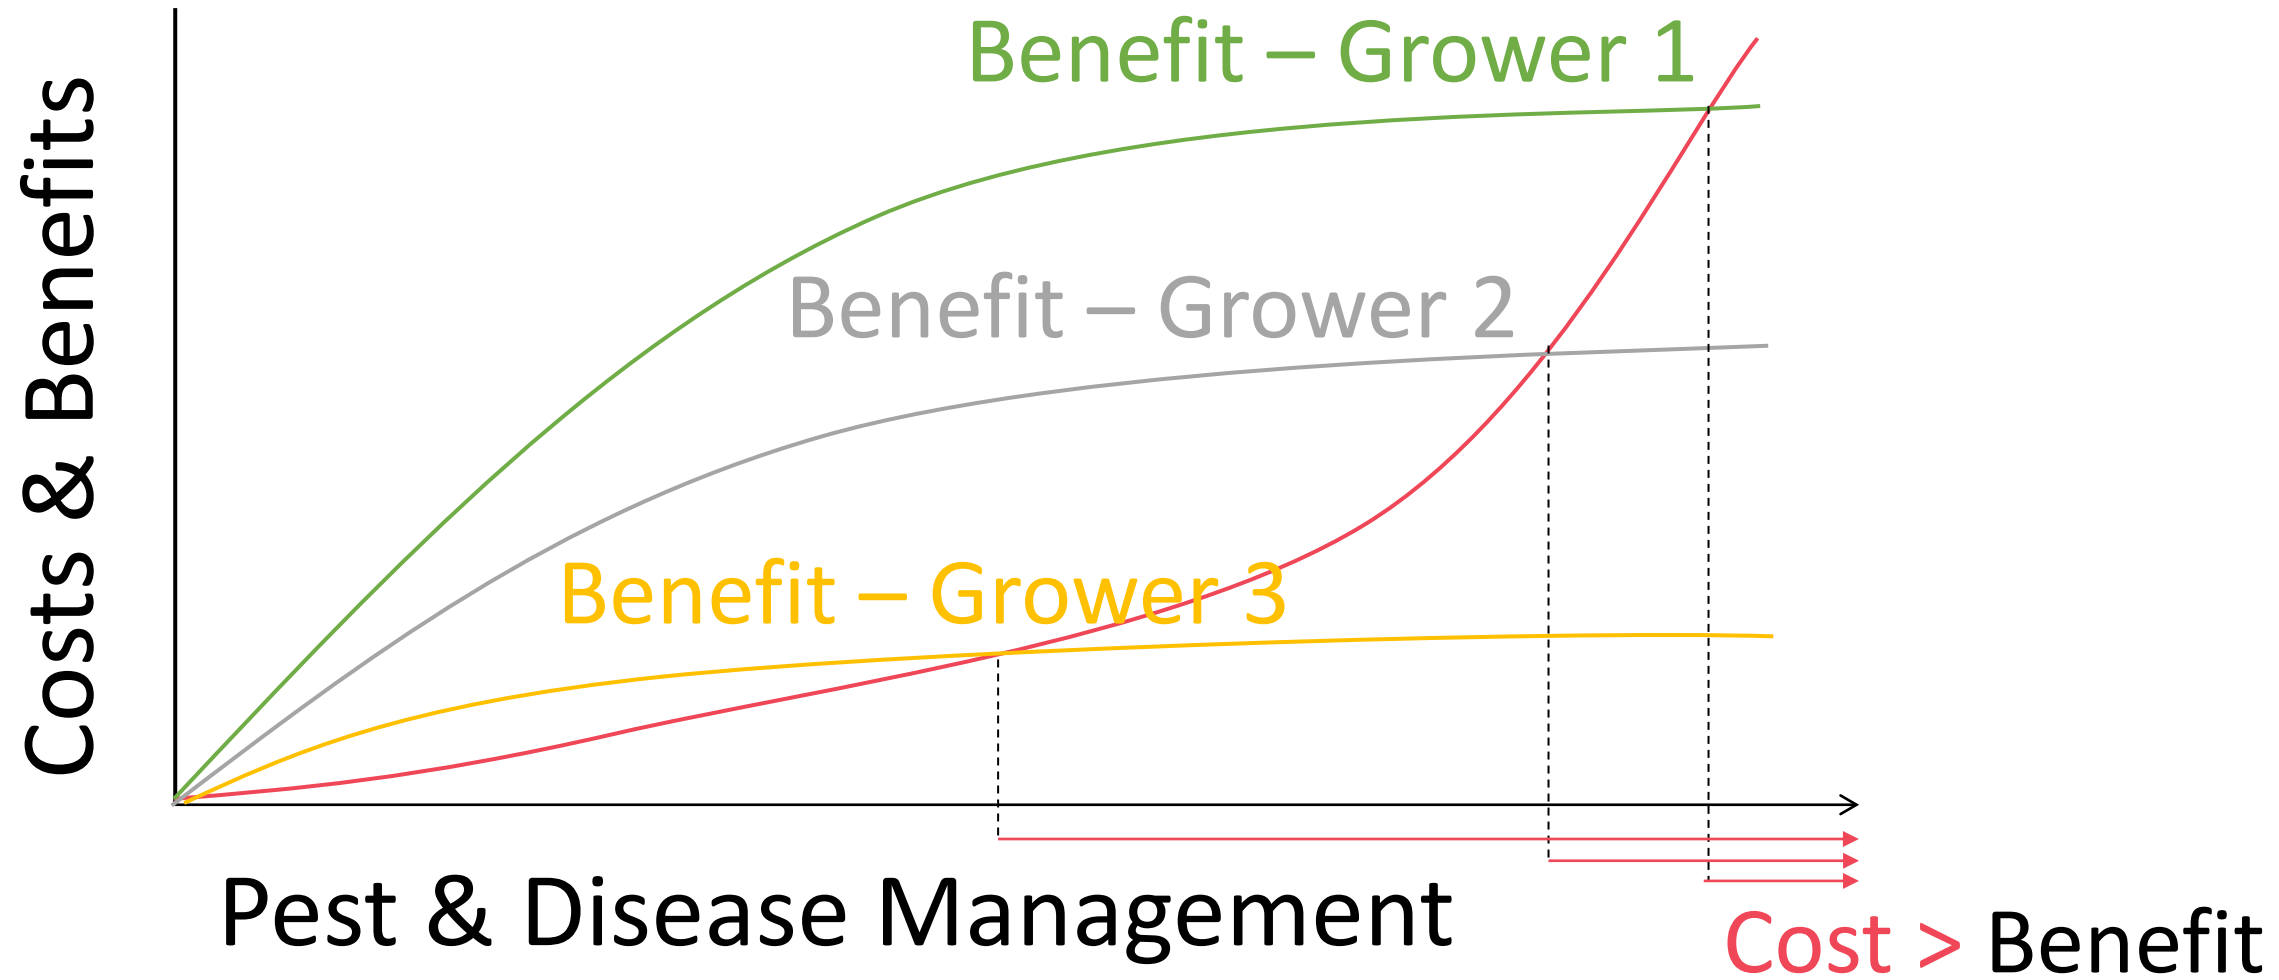 Costs & Benefits
Benefit – Grower 1
Benefit – Grower 2
Benefit – Grower 3
Pest & Disease Management
Cost > Benefit